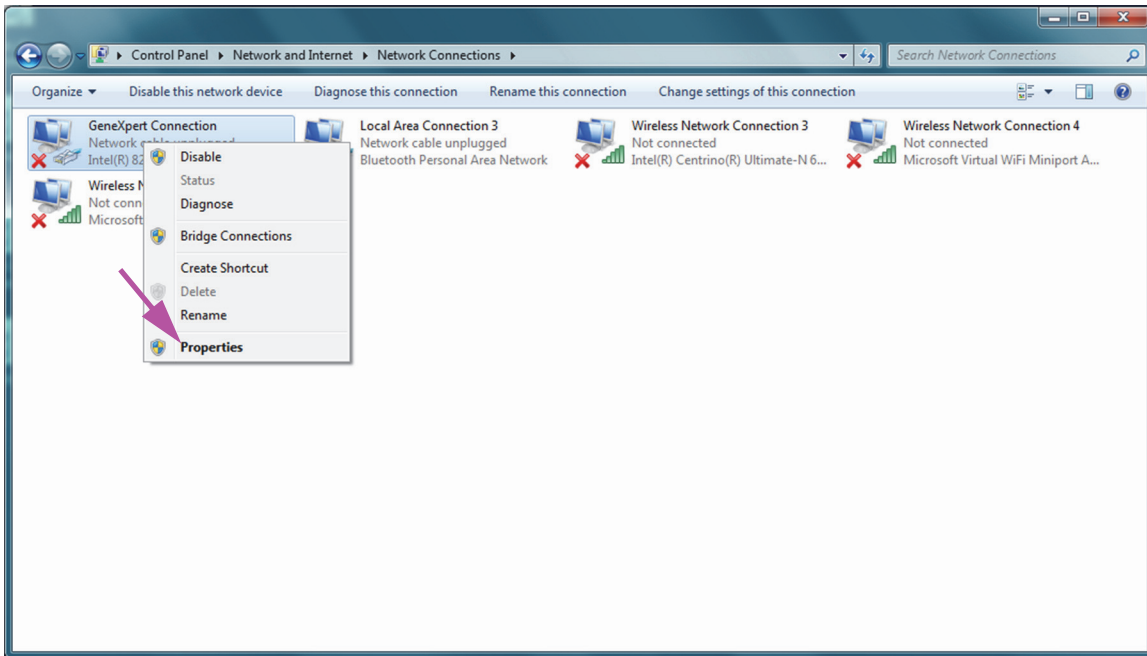 Control Panel Network and Internet Network Connections
Search Network Connections
Organize Disable this network device Diagnose this connection Rename this connection Change settings of this connection
GeneXpert Connection
Network cable unplugged
Intel(R) 82
Local Area Connection 3
Network cable unplugged
Bluetooth Personal Area Network
Wireless Network Connection 3
Not connected
Intel(R) Centrino(R) Ultimate-N 6...
Wireless Network Connection 4
Not connected
Microsoft Virtual WiFi Miniport A...
Wireless N
Not conn
Microsoft
Disable
Status
Diagnose
Bridge Connections
Create Shortcut
Delete
Rename
Properties